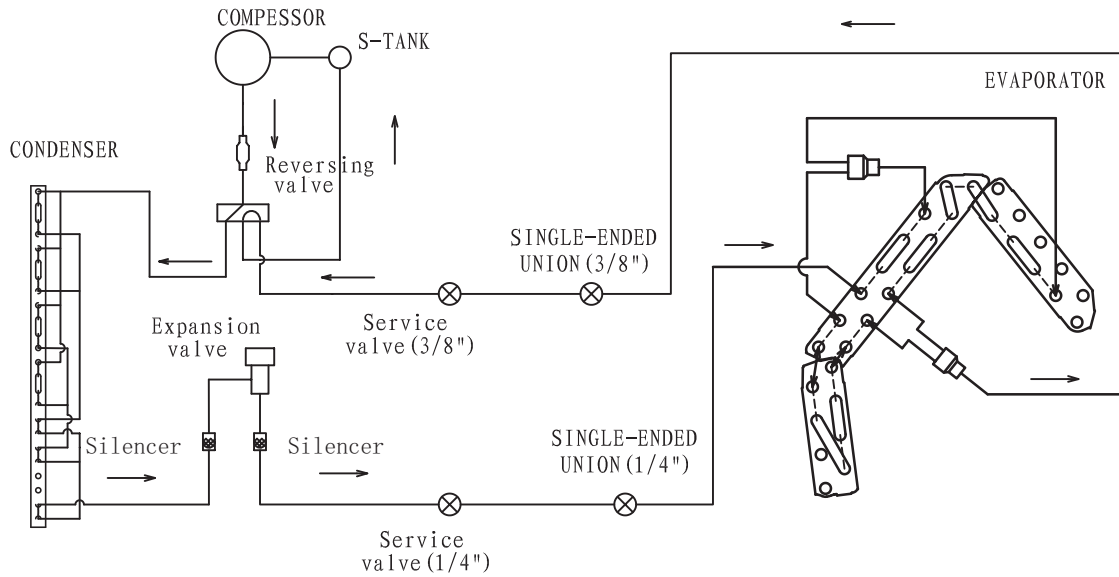 COMPESSOR
S-TANK
EVAPORATOR
CONDENSER
Reversing
valve
SINGLE-ENDED
UNION(3/8")
Expansion
valve
Service
valve(3/8")
Silencer
Silencer
SINGLE-ENDED
UNION(1/4")
Service
valve(1/4")